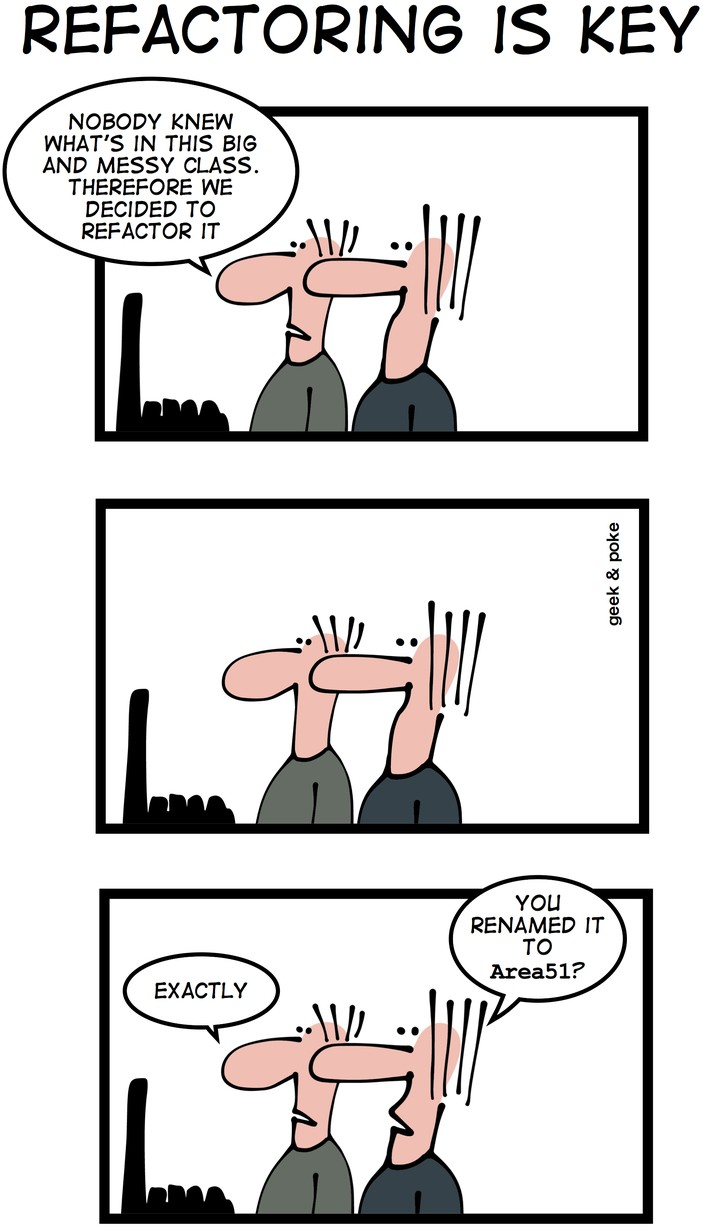 REFACTORING IS KEY
NOBODY KNEW
WHAT'S IN THIS BIG
AND MESSY CLASS.
THEREFORE WE
DECIDED TO
REFACTOR IT
geek & poke
YOU
RENAMED IT
TO
Area51?
EXACTLY